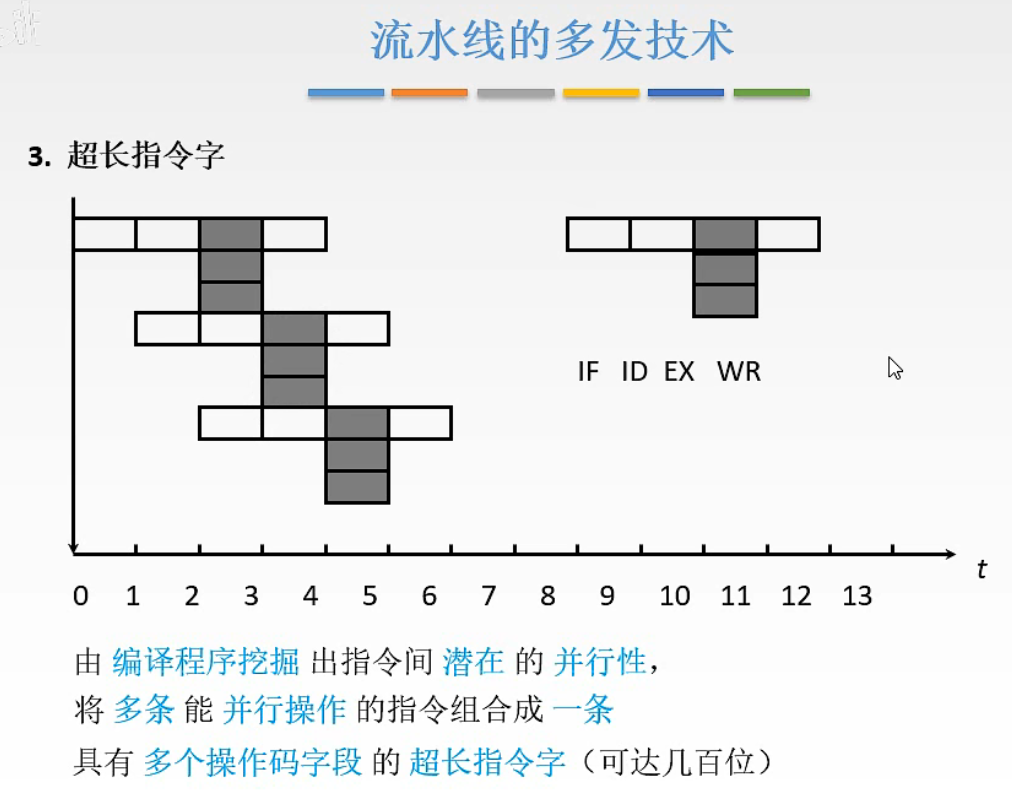 流水线的多发技术
3. 超长指令字
IF ID EX WR
t
0 1 2 3 4 5 6 7 8 9 10 11 12 13
由 编译程序挖掘 出指令间 潜在 的 并行性，
将 多条 能 并行操作 的指令组合成 一条
具有 多个操作码字段 的 超长指令字（可达几百位）